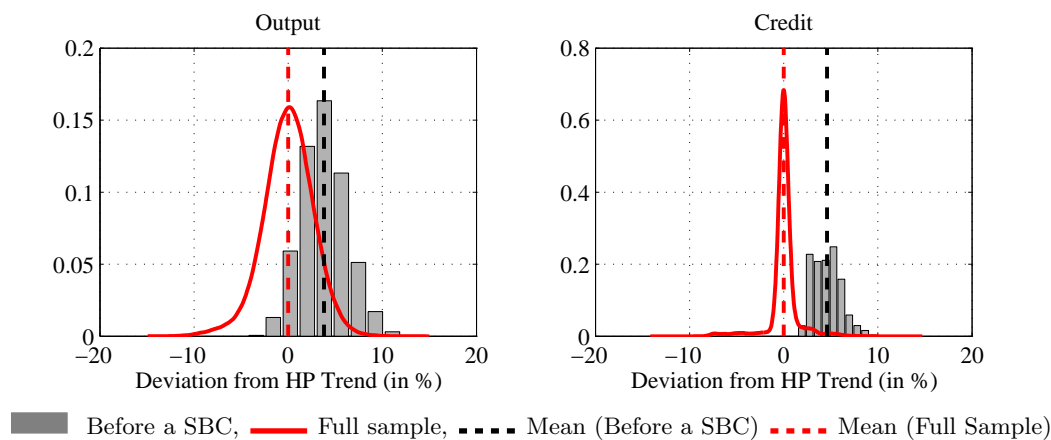 Output
0.2
0.15
0.1
0.05
0
−20 −10 0 10 20
Deviation from HP Trend (in %)
Credit
0.8
0.6
0.4
0.2
0
−20 −10 0 10 20
Deviation from HP Trend (in %)
Before a SBC, Full sample, Mean (Before a SBC) Mean (Full Sample)